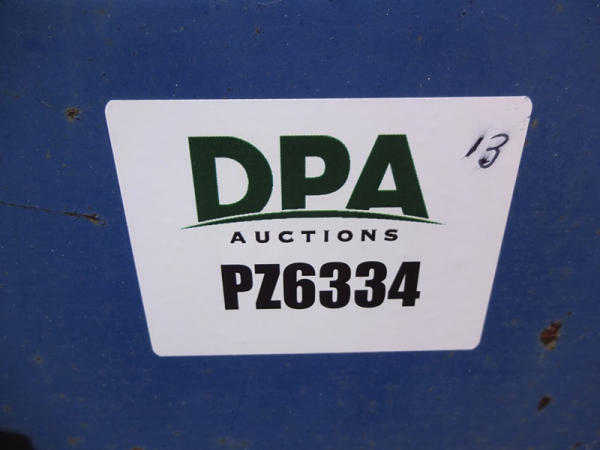 13
DPA
AUCTIONS
PZ6334